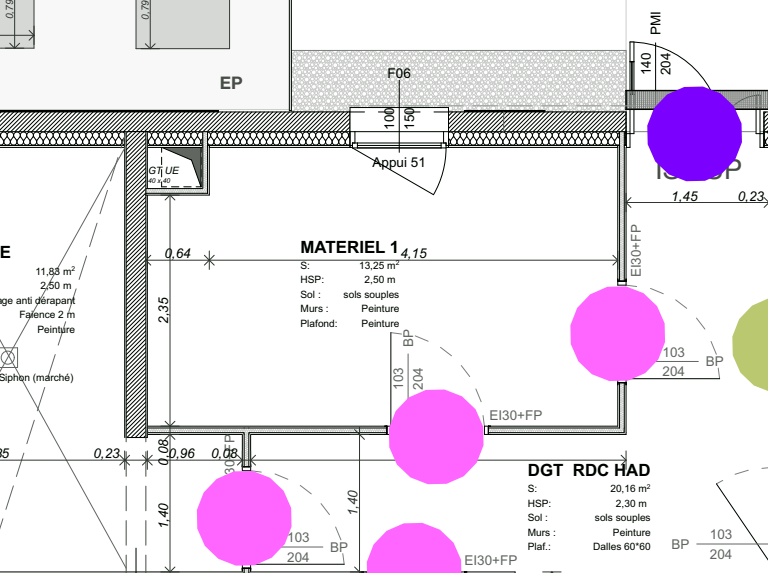 0,79
0,79
EP
F06
100
150
Appui 51
PMI
140
204
1,45
0,23
GT UE
40 x 40
0,64
4,15
2,35
MATERIEL 1
S: 13,25 m²
HSP: 2,50 m
Sol : sols souples
Murs : Peinture
Plafond: Peinture
E
11,83 m²
2,50 m
age anti dérapant
Faïence 2 m
Peinture
Siphon (marché)
EI30+FP
103
204
BP
BP
103
204
EI30+FP
0,23
0,08
0,96
0,08
1,40
1,40
103
204
BP
EI30+FP
DGT RDC HAD
S: 20,16 m²
HSP: 2,30 m
Sol : sols souples
Murs : Peinture
Plaf.: Dalles 60*60
BP
103
204